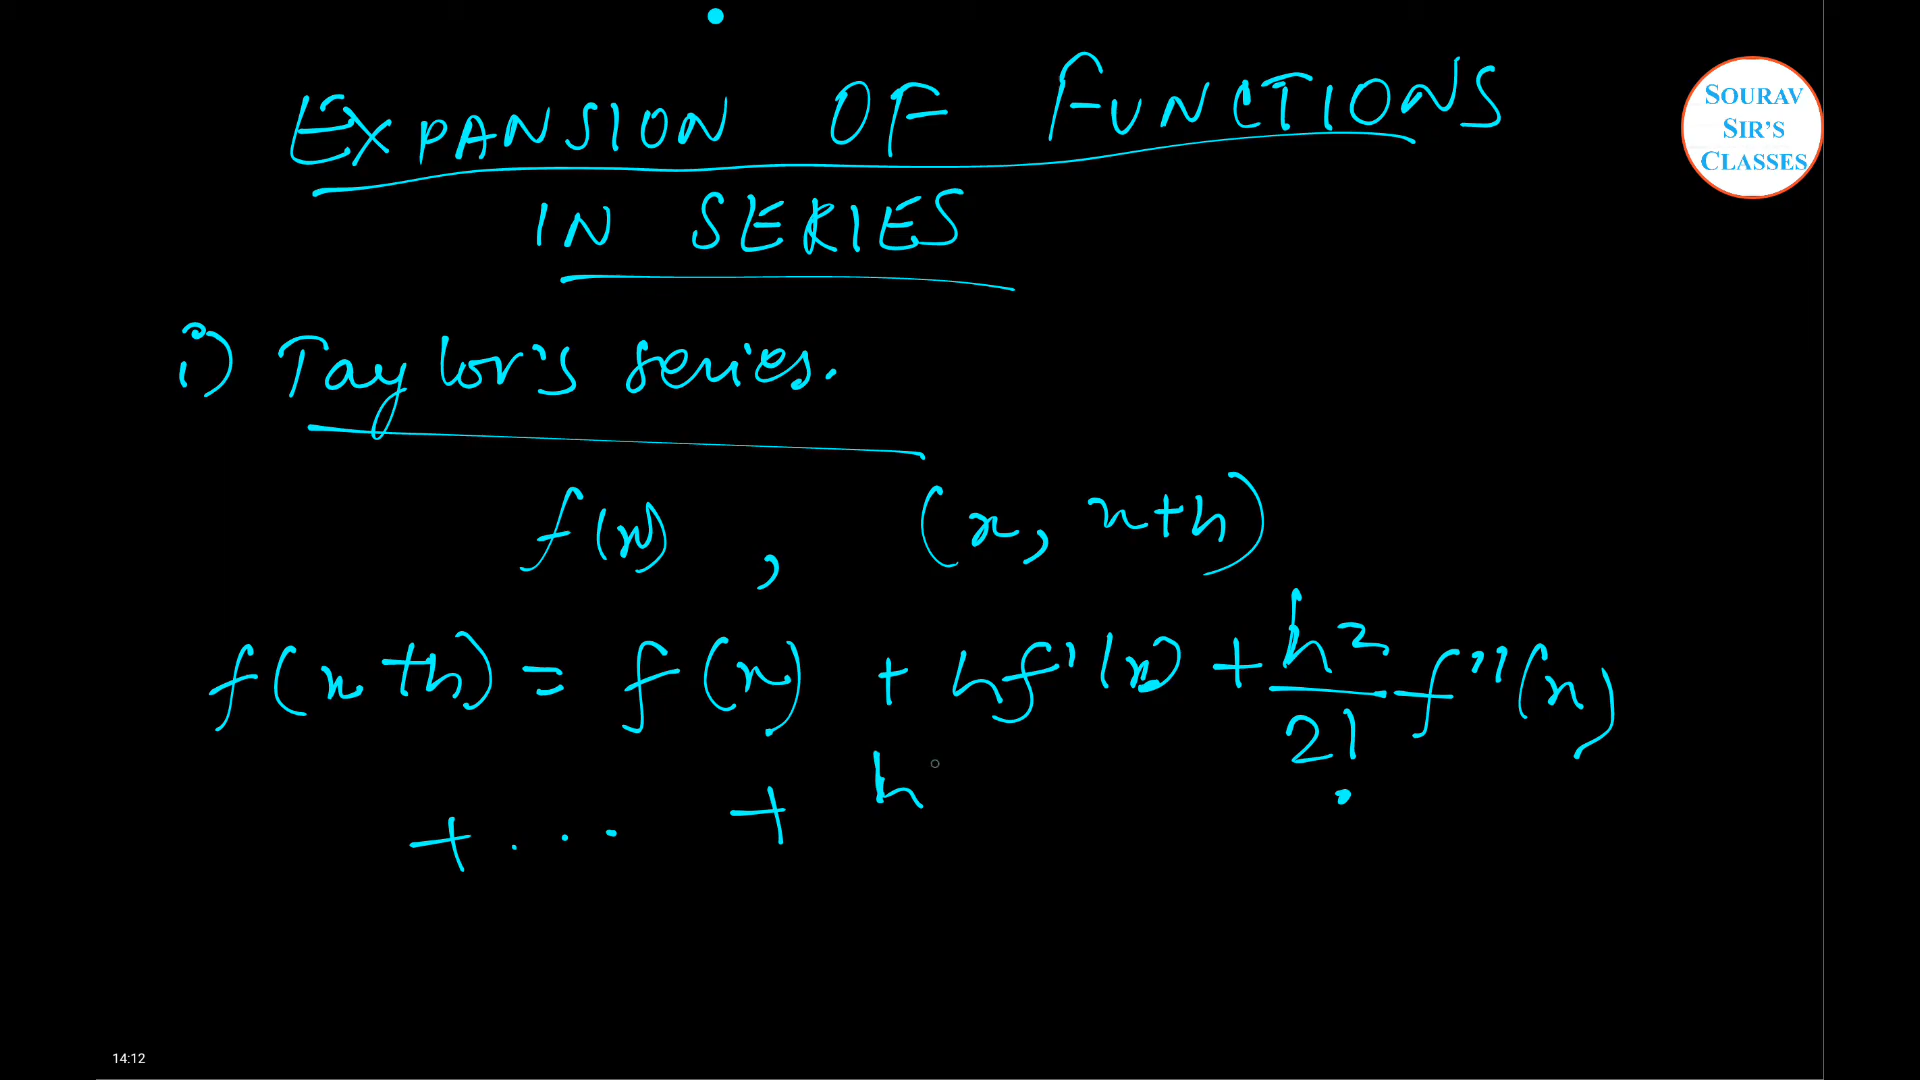 EXPANSION OF FUNCTIONS
IN SERIES
SOURAV
SIR'S
CLASSES
i) Taylor's series.
f(x) , (x, x+h)
f(x+h) = f(x) + hf'(x) + h²/2! f''(x)
+ ... + h
14:12